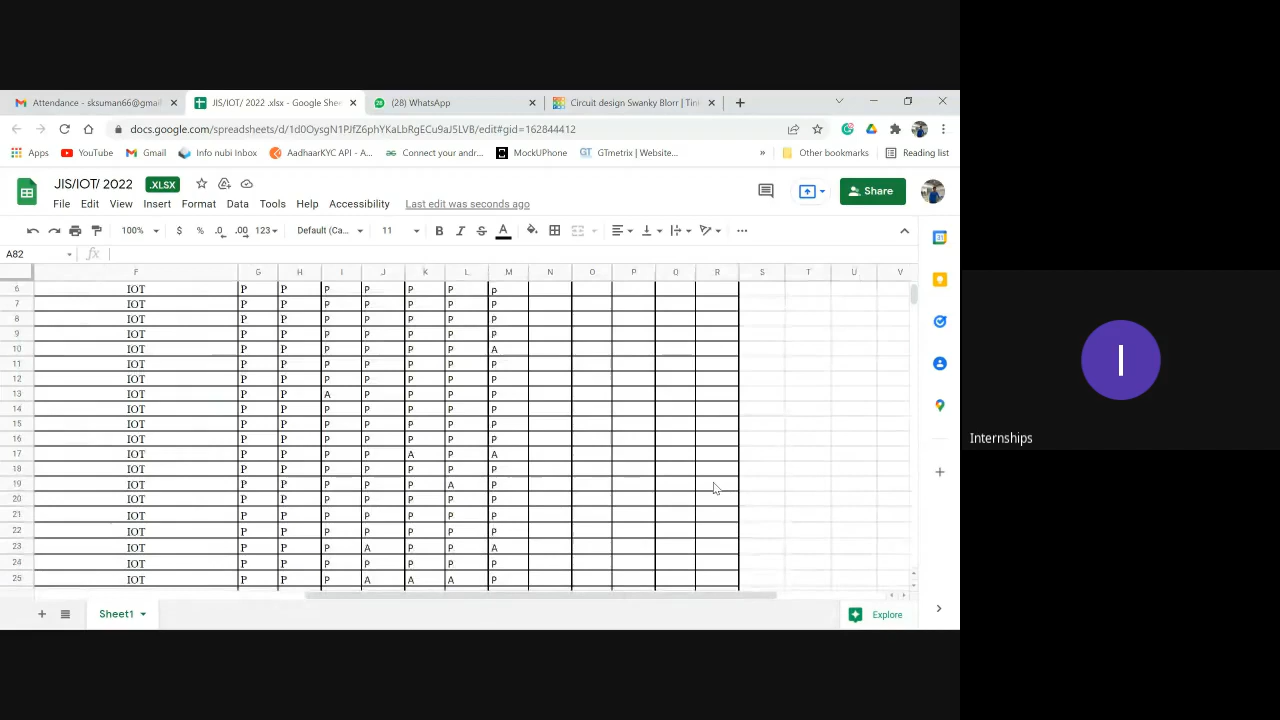 Attendance - sksuman66@gmail
JIS/IOT/ 2022 .xlsx - Google She
(28) WhatsApp
Circuit design Swanky Blorr | Tin
docs.google.com/spreadsheets/d/1d0OysgN1PJfZ6phYKaLbRgECu9aJ5LVB/edit#gid=162844412
Apps YouTube Gmail Info nubi Inbox AadhaarKYC API - A... Connect your andr... MockUPhone GT GTmetrix | Website... » Other bookmarks Reading list
JIS/IOT/ 2022 .XLSX
Share
File Edit View Insert Format Data Tools Help Accessibility Last edit was seconds ago
100% $ % .0 .00 123 Default (Ca... 11 B I S A
A82 fx
F G H I J K L M N O P Q R S T U V
6 IOT P P P P P P p
7 IOT P P P P P P P
8 IOT P P P P P P P
9 IOT P P P P P P P
10 IOT P P P P P P A
11 IOT P P P P P P P
12 IOT P P P P P P P
13 IOT P P A P P P P
14 IOT P P P P P P P
15 IOT P P P P P P P
16 IOT P P P P P P P
17 IOT P P P P A P A
18 IOT P P P P P P P
19 IOT P P P P P A P
20 IOT P P P P P P P
21 IOT P P P P P P P
22 IOT P P P P P P P
23 IOT P P P A P P A
24 IOT P P P P P P P
25 IOT P P P A A A P
Sheet1
Explore
I
Internships